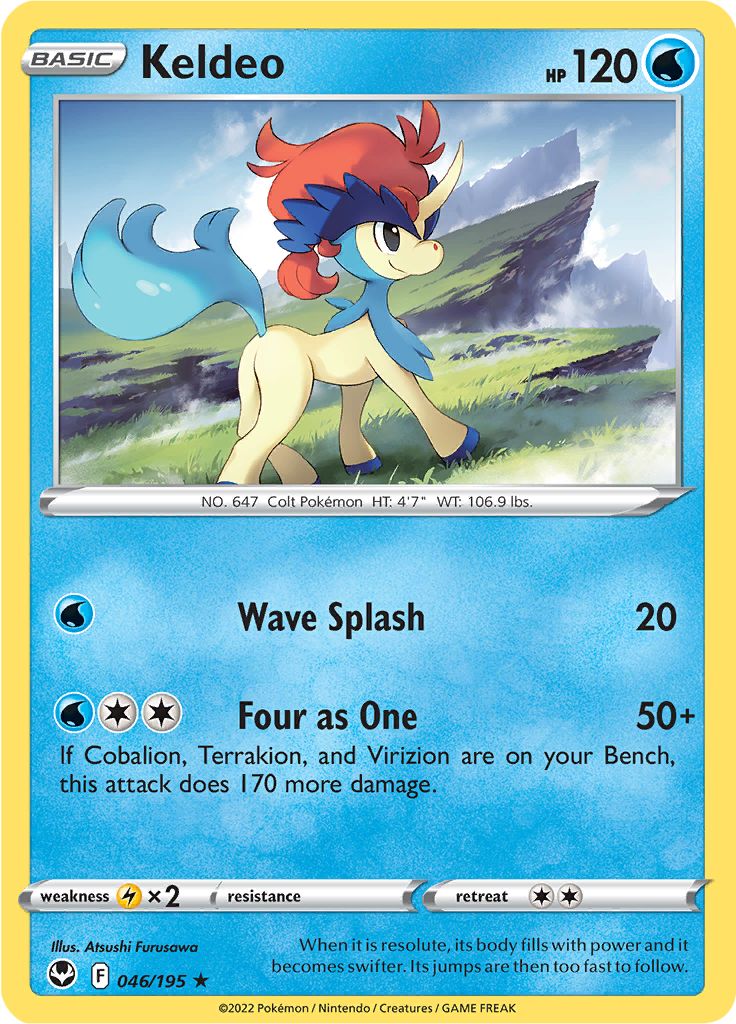 BASIC Keldeo HP 120
NO. 647 Colt Pokémon HT: 4'7" WT: 106.9 lbs.
Wave Splash 20
Four as One 50+
If Cobalion, Terrakion, and Virizion are on your Bench,
this attack does 170 more damage.
weakness ×2 resistance retreat
Illus. Atsushi Furusawa
F 046/195 ★
When it is resolute, its body fills with power and it
becomes swifter. Its jumps are then too fast to follow.
©2022 Pokémon / Nintendo / Creatures / GAME FREAK